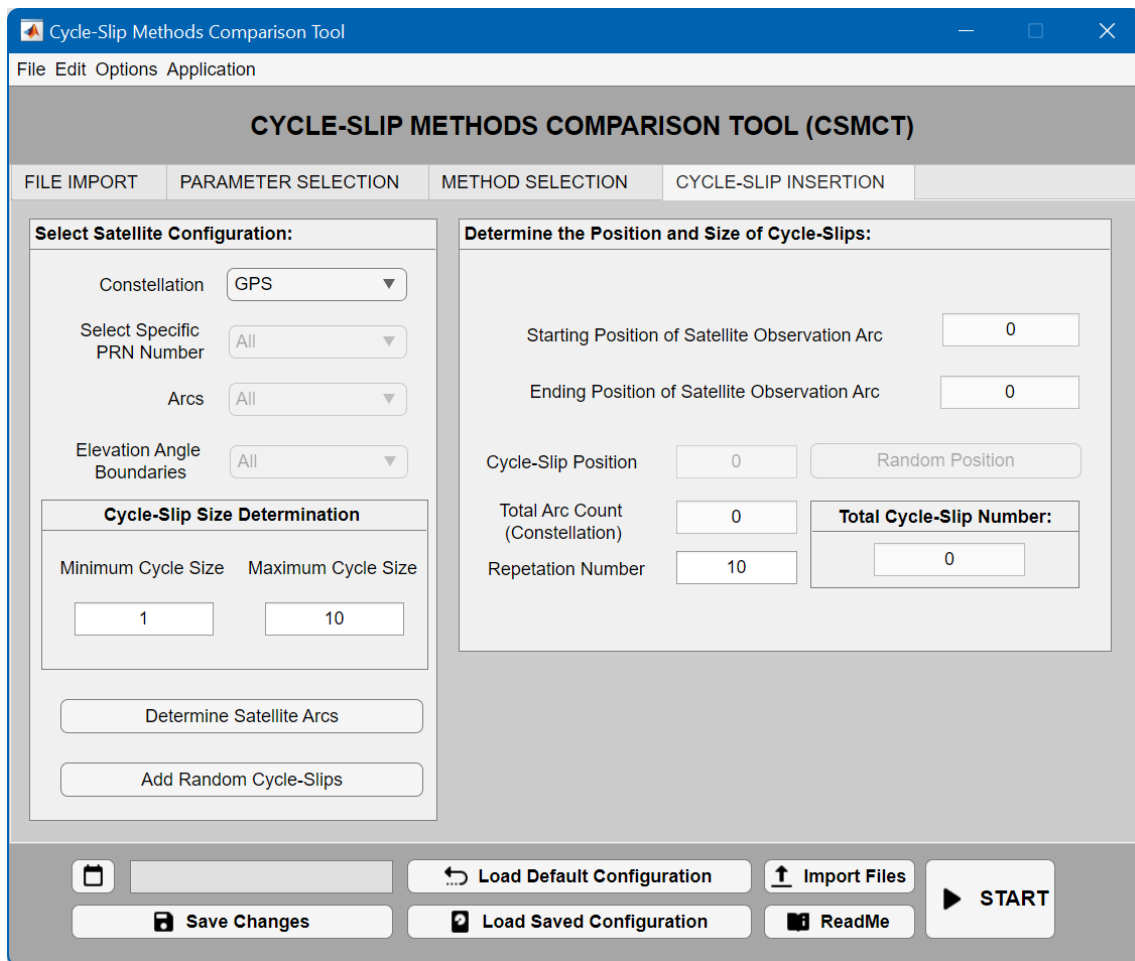 Cycle-Slip Methods Comparison Tool
File Edit Options Application
CYCLE-SLIP METHODS COMPARISON TOOL (CSMCT)
FILE IMPORT PARAMETER SELECTION METHOD SELECTION CYCLE-SLIP INSERTION
Select Satellite Configuration:
Constellation GPS
Select Specific
PRN Number
All
Arcs All
Elevation Angle
Boundaries
All
Cycle-Slip Size Determination
Minimum Cycle Size Maximum Cycle Size
1 10
Determine Satellite Arcs
Add Random Cycle-Slips
Determine the Position and Size of Cycle-Slips:
Starting Position of Satellite Observation Arc 0
Ending Position of Satellite Observation Arc 0
Cycle-Slip Position 0 Random Position
Total Arc Count
(Constellation)
0
Repetation Number 10
Total Cycle-Slip Number:
0
Load Default Configuration Import Files
START
Save Changes Load Saved Configuration ReadMe